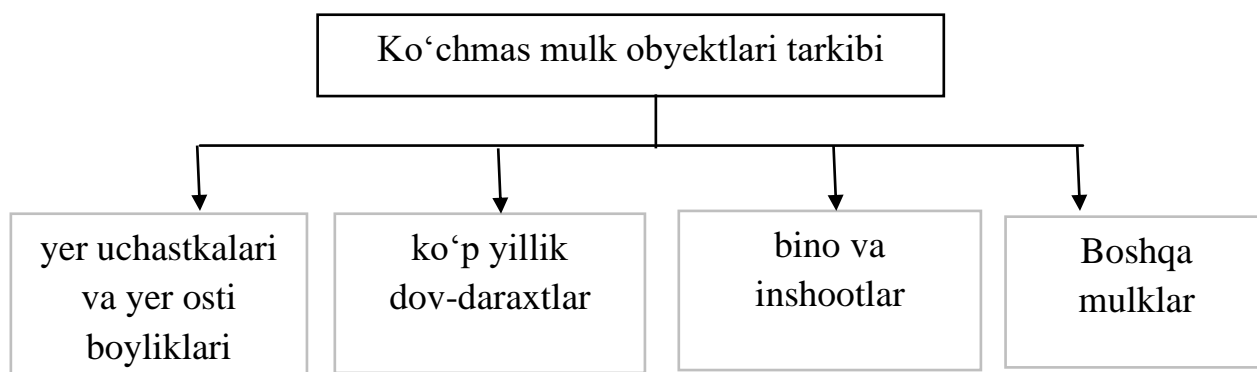 Ko‘chmas mulk obyektlari tarkibi
yer uchastkalari
va yer osti
boyliklari
ko‘p yillik
dov-daraxtlar
bino va
inshootlar
Boshqa
mulklar